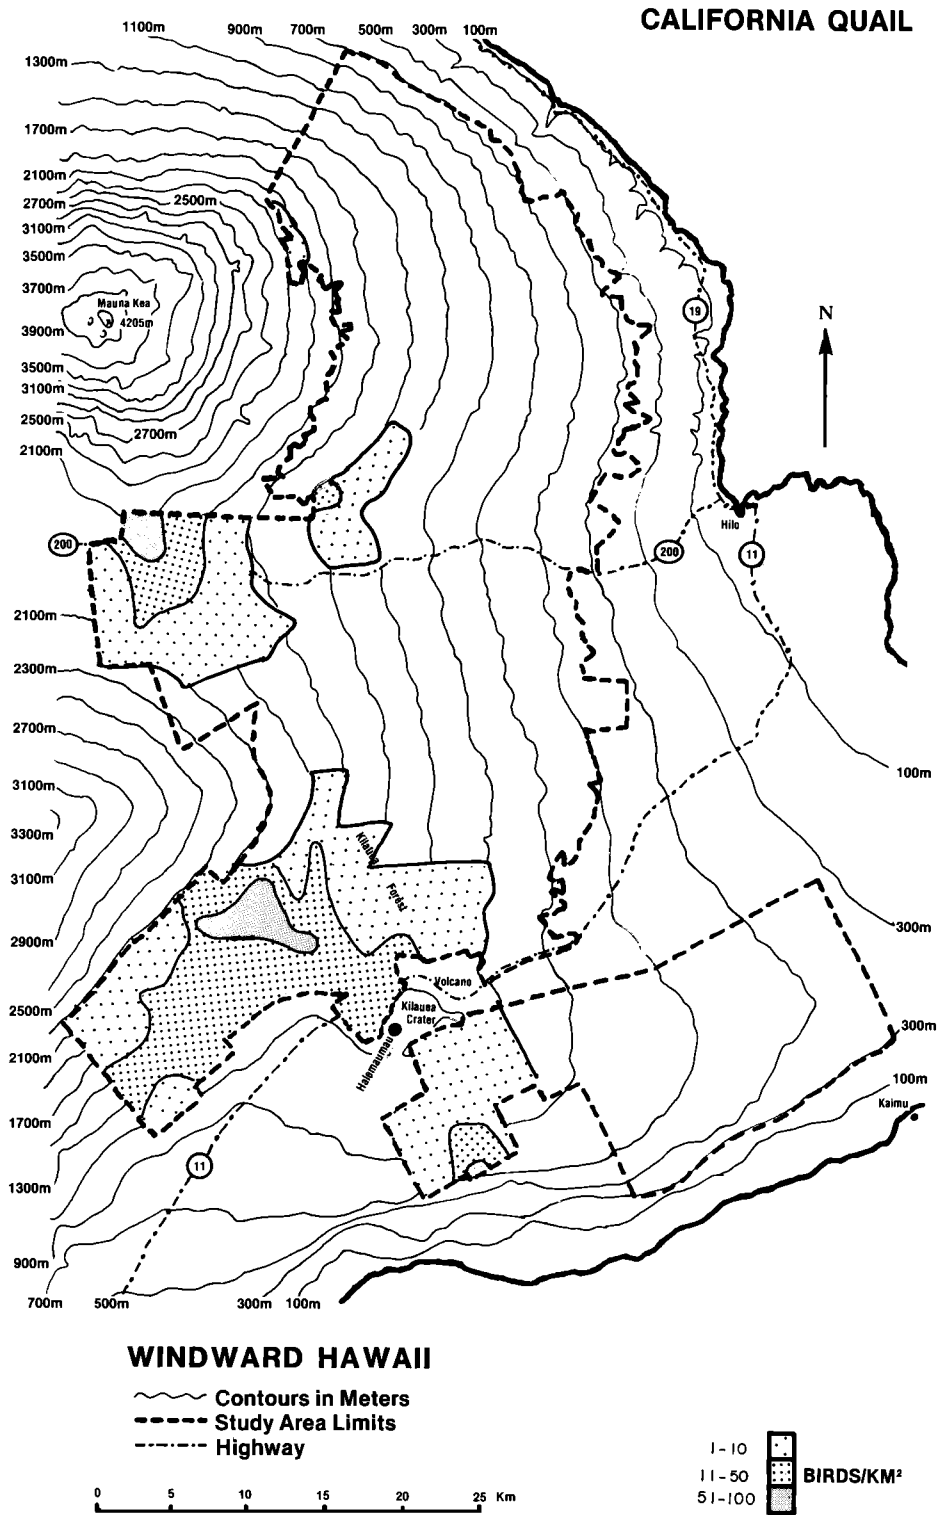 CALIFORNIA QUAIL
1100m
900m
700m
500m
300m
100m
1300m
1700m
2100m
2700m
2500m
3100m
3500m
3700m
Mauna Kea
4205m
3900m
3500m
3100m
2500m
2700m
2100m
19
N
Hilo
200
200
11
2100m
2300m
2700m
3100m
3300m
3100m
2900m
2500m
2100m
1700m
1300m
900m
700m
500m
300m
100m
100m
300m
300m
100m
Kaimu
Kilauea
Forest
Volcano
Kilauea
Crater
Halemaumau
11
WINDWARD HAWAII
Contours in Meters
Study Area Limits
Highway
0 5 10 15 20 25 Km
1-10
11-50 BIRDS/KM²
51-100